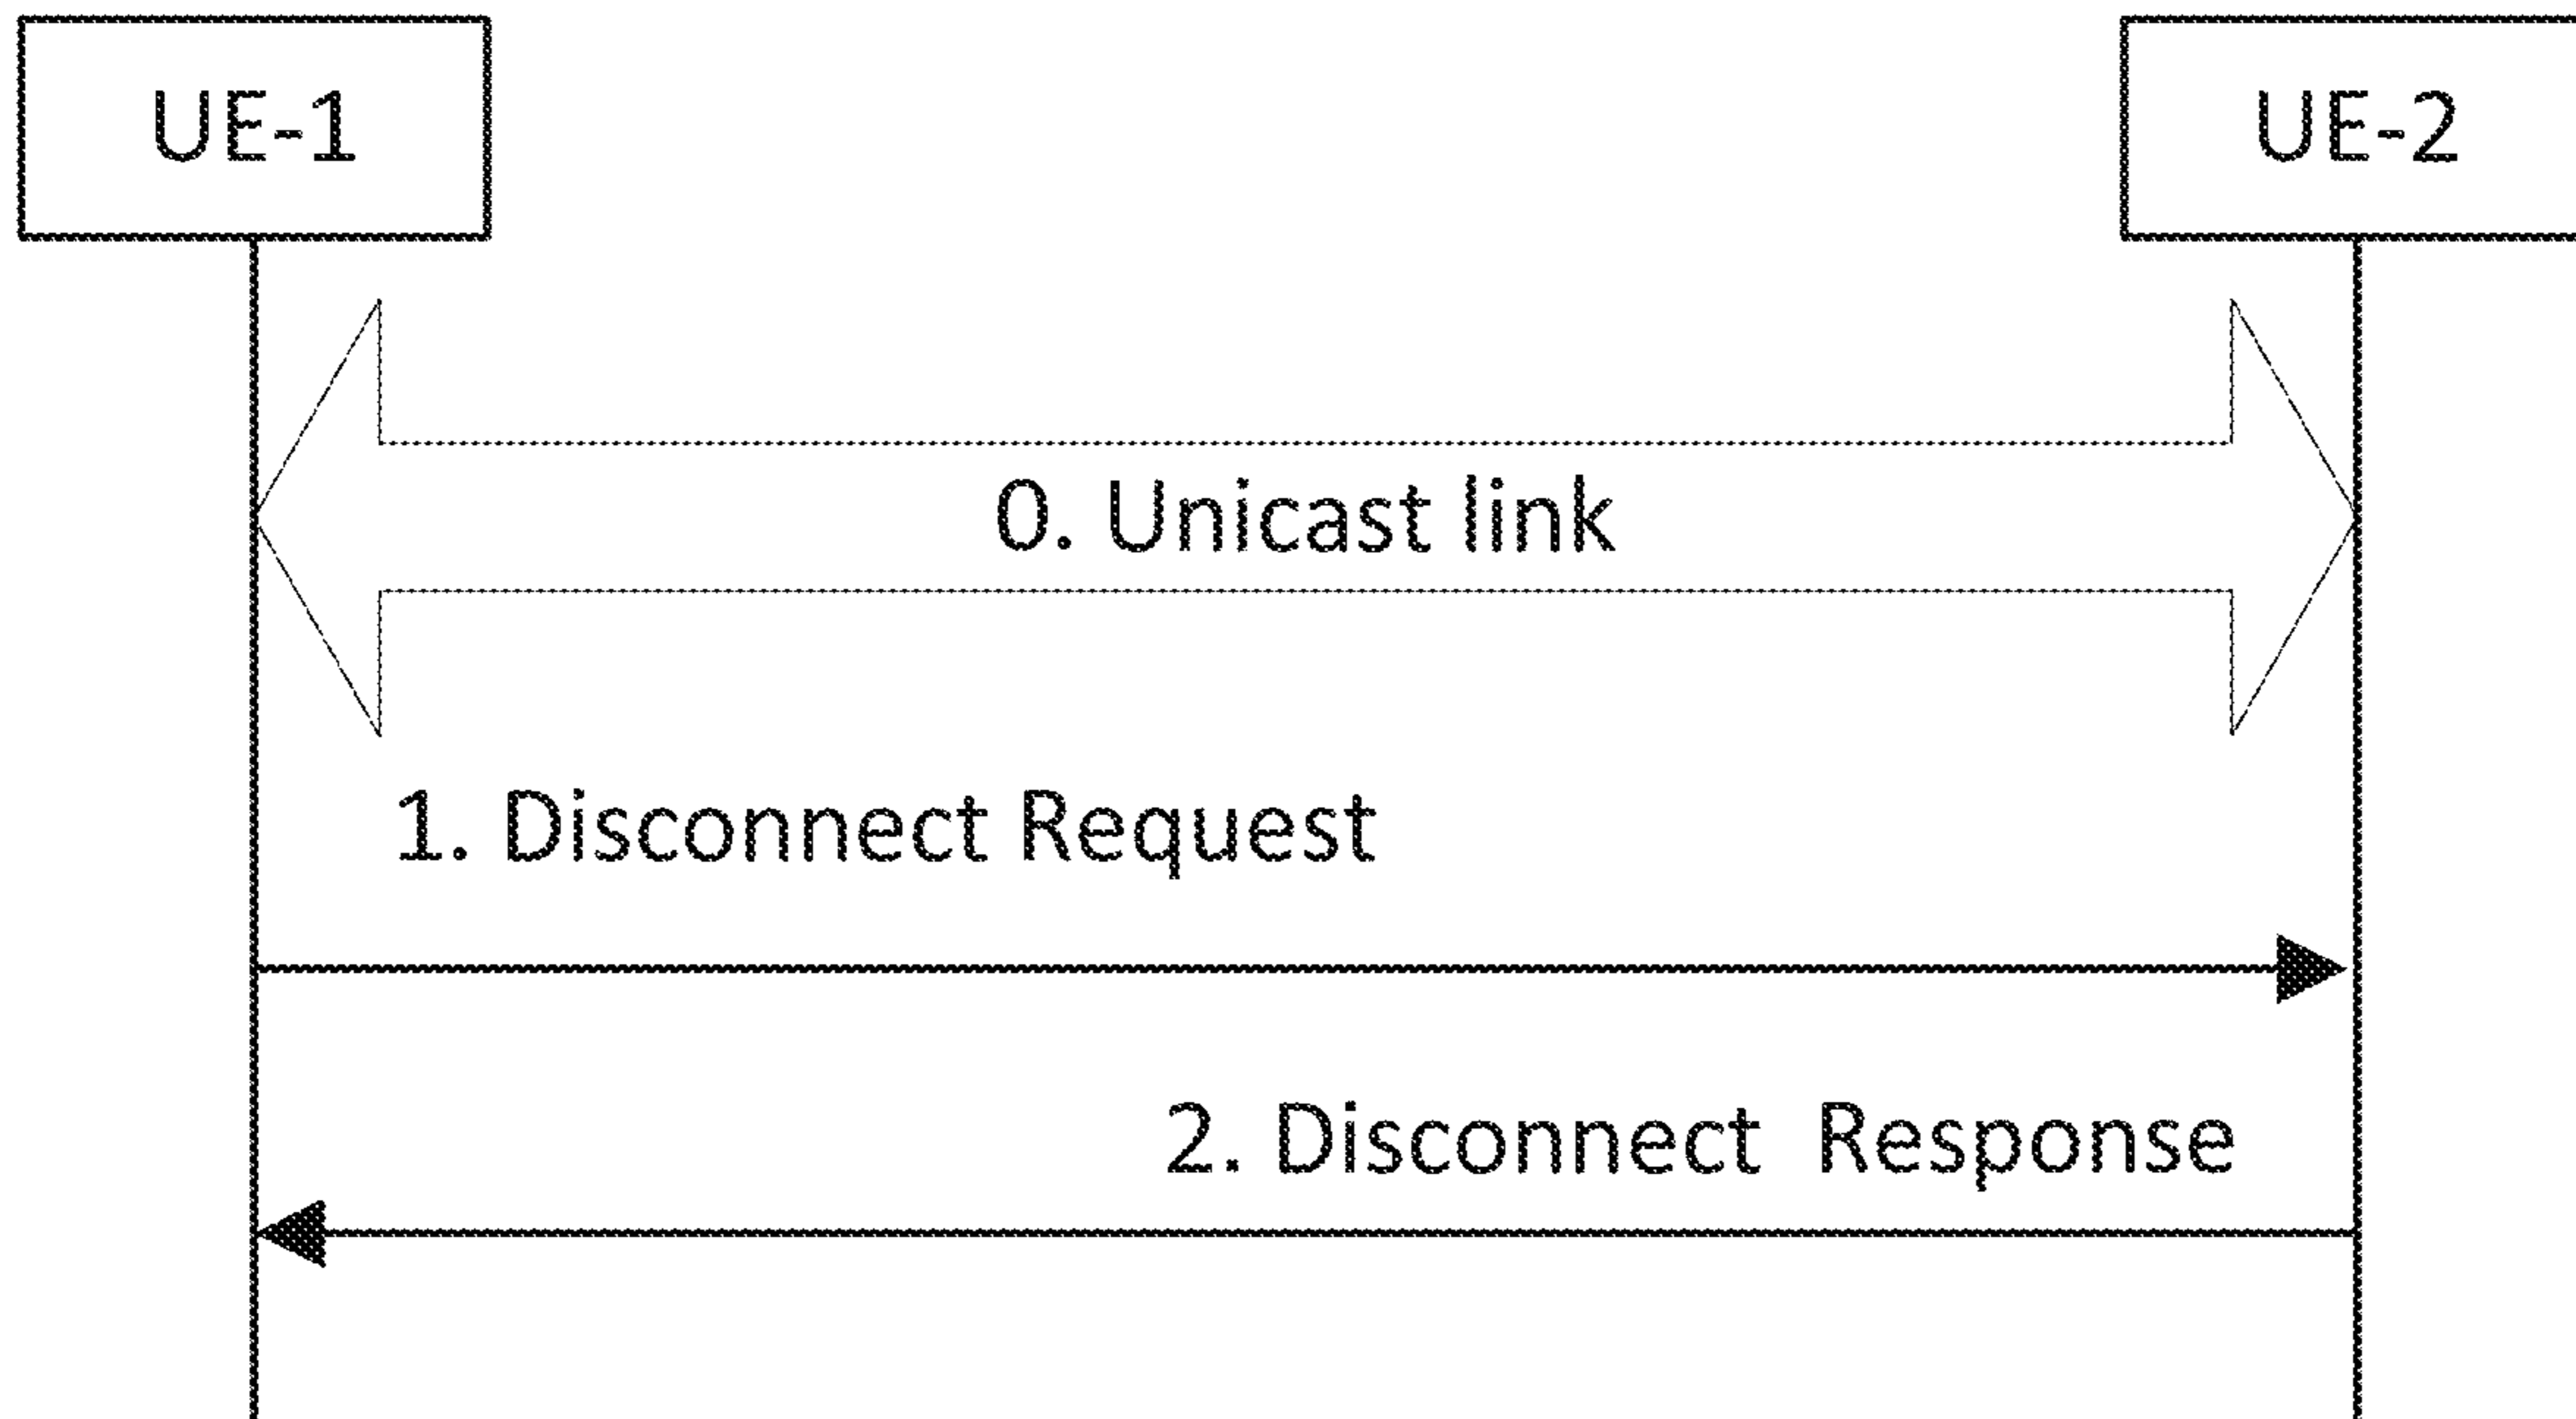 UE-1
UE-2
0. Unicast link
1. Disconnect Request
2. Disconnect  Response